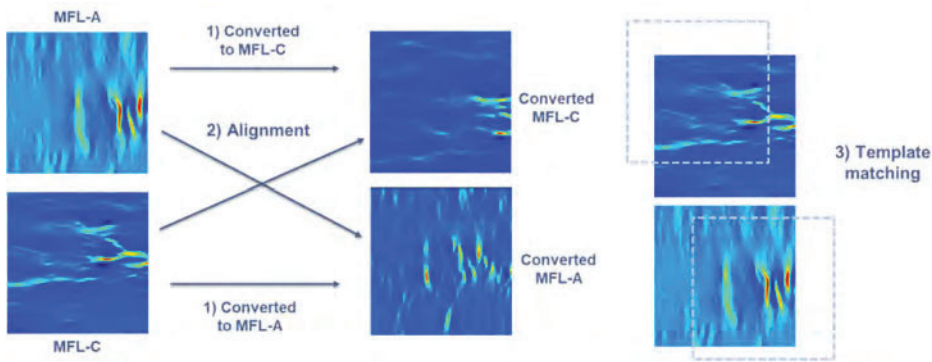 MFL-A
1) Converted
to MFL-C
2) Alignment
Converted
MFL-C
3) Template
matching
Converted
MFL-A
1) Converted
to MFL-A
MFL-C